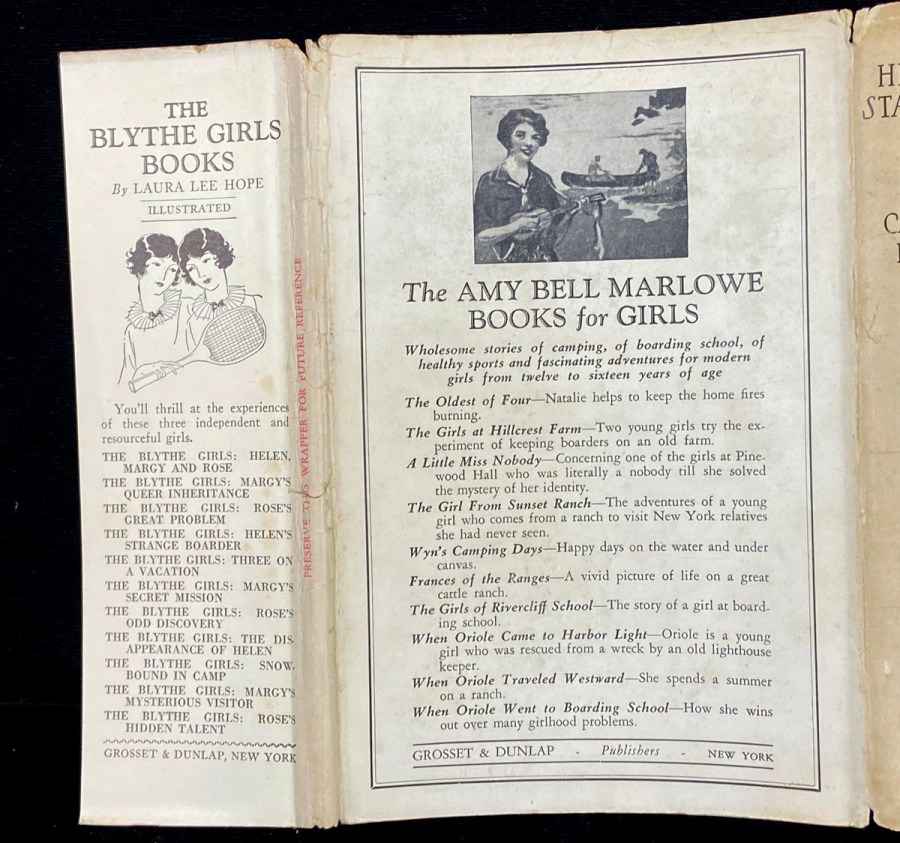 THE
BLYTHE GIRLS
BOOKS
By LAURA LEE HOPE
ILLUSTRATED
You'll thrill at the experiences
of these three independent and
resourceful girls.
THE BLYTHE GIRLS: HELEN,
MARGY AND ROSE
THE BLYTHE GIRLS: MARGY'S
QUEER INHERITANCE
THE BLYTHE GIRLS: ROSE'S
GREAT PROBLEM
THE BLYTHE GIRLS: HELEN'S
STRANGE BOARDER
THE BLYTHE GIRLS: THREE ON
A VACATION
THE BLYTHE GIRLS: MARGY'S
SECRET MISSION
THE BLYTHE GIRLS: ROSE'S
ODD DISCOVERY
THE BLYTHE GIRLS: THE DIS-
APPEARANCE OF HELEN
THE BLYTHE GIRLS: SNOW-
BOUND IN CAMP
THE BLYTHE GIRLS: MARGY'S
MYSTERIOUS VISITOR
THE BLYTHE GIRLS: ROSE'S
HIDDEN TALENT
GROSSET & DUNLAP, NEW YORK
PRESERVE THIS WRAPPER FOR FUTURE REFERENCE
The AMY BELL MARLOWE
BOOKS for GIRLS
Wholesome stories of camping, of boarding school, of
healthy sports and fascinating adventures for modern
girls from twelve to sixteen years of age
The Oldest of Four—Natalie helps to keep the home fires
burning.
The Girls at Hillcrest Farm—Two young girls try the ex-
periment of keeping boarders on an old farm.
A Little Miss Nobody—Concerning one of the girls at Pine-
wood Hall who was literally a nobody till she solved
the mystery of her identity.
The Girl From Sunset Ranch—The adventures of a young
girl who comes from a ranch to visit New York relatives
she had never seen.
Wyn's Camping Days—Happy days on the water and under
canvas.
Frances of the Ranges—A vivid picture of life on a great
cattle ranch.
The Girls of Rivercliff School—The story of a girl at board-
ing school.
When Oriole Came to Harbor Light—Oriole is a young
girl who was rescued from a wreck by an old lighthouse
keeper.
When Oriole Traveled Westward—She spends a summer
on a ranch.
When Oriole Went to Boarding School—How she wins
out over many girlhood problems.
GROSSET & DUNLAP - Publishers - NEW YORK